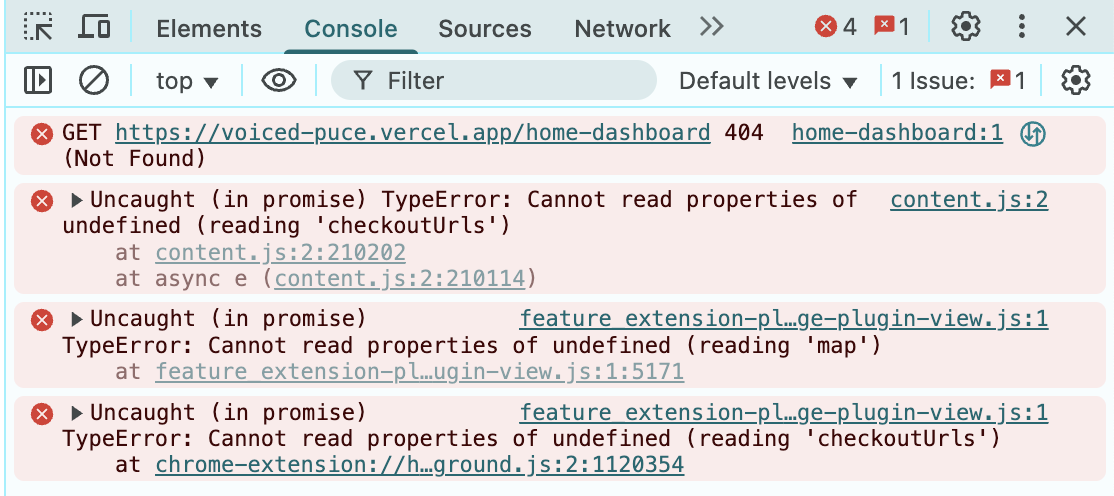 Elements Console Sources Network 4 1
top Filter Default levels 1 Issue: 1
GET https://voiced-puce.vercel.app/home-dashboard 404 home-dashboard:1
(Not Found)
Uncaught (in promise) TypeError: Cannot read properties of content.js:2
undefined (reading 'checkoutUrls')
at content.js:2:210202
at async e (content.js:2:210114)
Uncaught (in promise) feature_extension-pl…ge-plugin-view.js:1
TypeError: Cannot read properties of undefined (reading 'map')
at feature_extension-pl…ugin-view.js:1:5171
Uncaught (in promise) feature_extension-pl…ge-plugin-view.js:1
TypeError: Cannot read properties of undefined (reading 'checkoutUrls')
at chrome-extension://h…ground.js:2:1120354